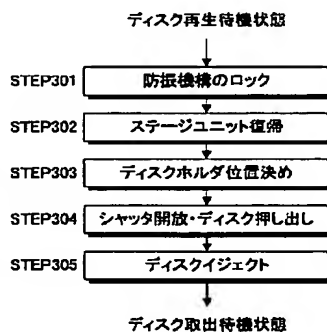 ディスク再生待機状態
STEP301 防振機構のロック
STEP302 ステージユニット復帰
STEP303 ディスクホルダ位置決め
STEP304 シャッタ開放・ディスク押し出し
STEP305 ディスクイジェクト
ディスク取出待機状態